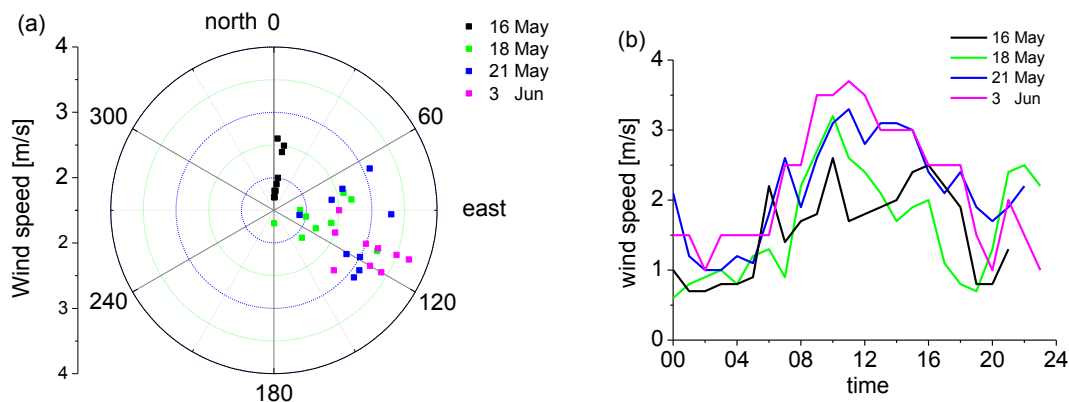 (a)
north 0
16 May
18 May
21 May
3 Jun
Wind speed [m/s]
4
3
2
2
3
4
300
60
east
240
120
180
(b)
16 May
18 May
21 May
3 Jun
wind speed [m/s]
4
3
2
1
0
00
04
08
12
16
20
24
time